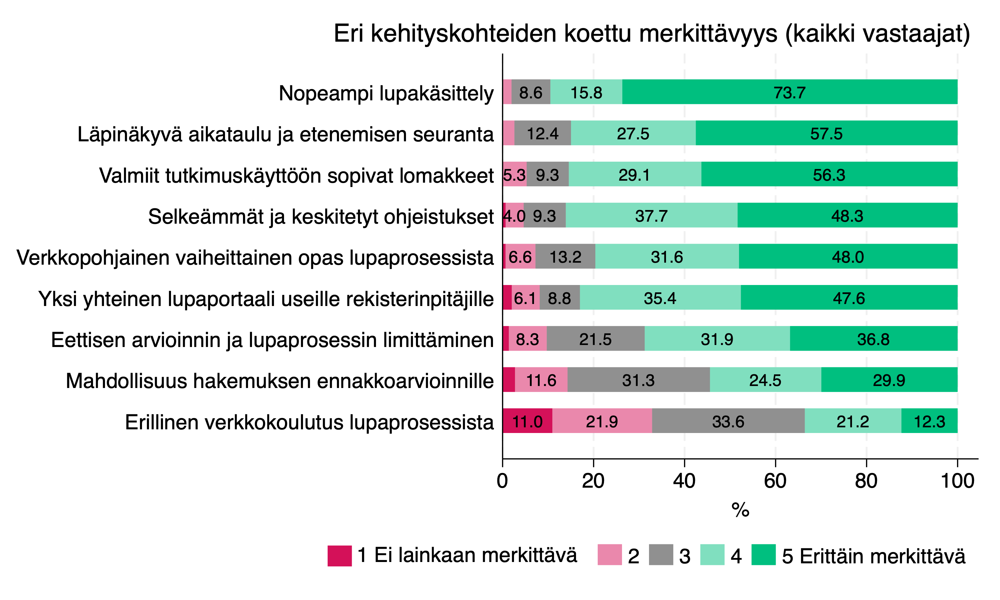 Eri kehityskohteiden koettu merkittävyys (kaikki vastaajat)
Nopeampi lupakäsittely 8.6 15.8 73.7
Läpinäkyvä aikataulu ja etenemisen seuranta 12.4 27.5 57.5
Valmiit tutkimuskäyttöön sopivat lomakkeet 5.3 9.3 29.1 56.3
Selkeämmät ja keskitetyt ohjeistukset 4.0 9.3 37.7 48.3
Verkkopohjainen vaiheittainen opas lupaprosessista 6.6 13.2 31.6 48.0
Yksi yhteinen lupaportaali useille rekisterinpitäjille 6.1 8.8 35.4 47.6
Eettisen arvioinnin ja lupaprosessin limittäminen 8.3 21.5 31.9 36.8
Mahdollisuus hakemuksen ennakkoarvioinnille 11.6 31.3 24.5 29.9
Erillinen verkkokoulutus lupaprosessista 11.0 21.9 33.6 21.2 12.3
0 20 40 60 80 100
%
1 Ei lainkaan merkittävä 2 3 4 5 Erittäin merkittävä